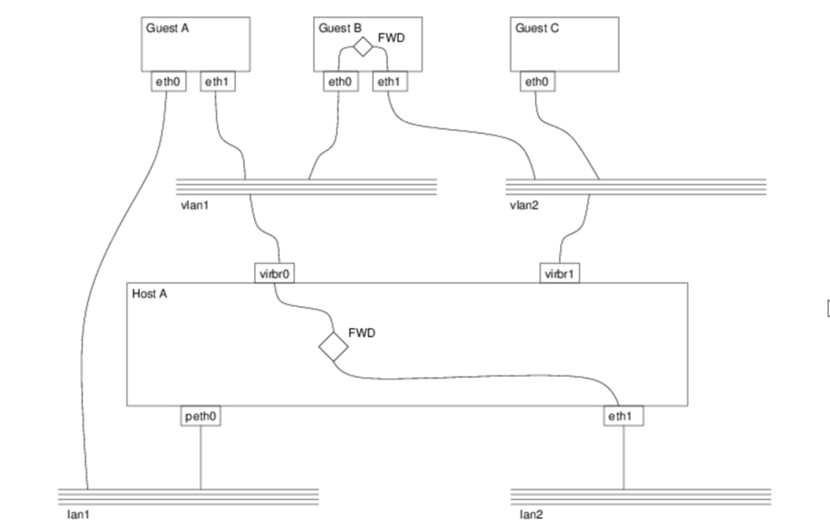 Guest A
Guest B
Guest C
FWD
eth0
eth1
eth0
eth1
eth0
vlan1
vlan2
virbr0
virbr1
Host A
FWD
peth0
eth1
lan1
lan2